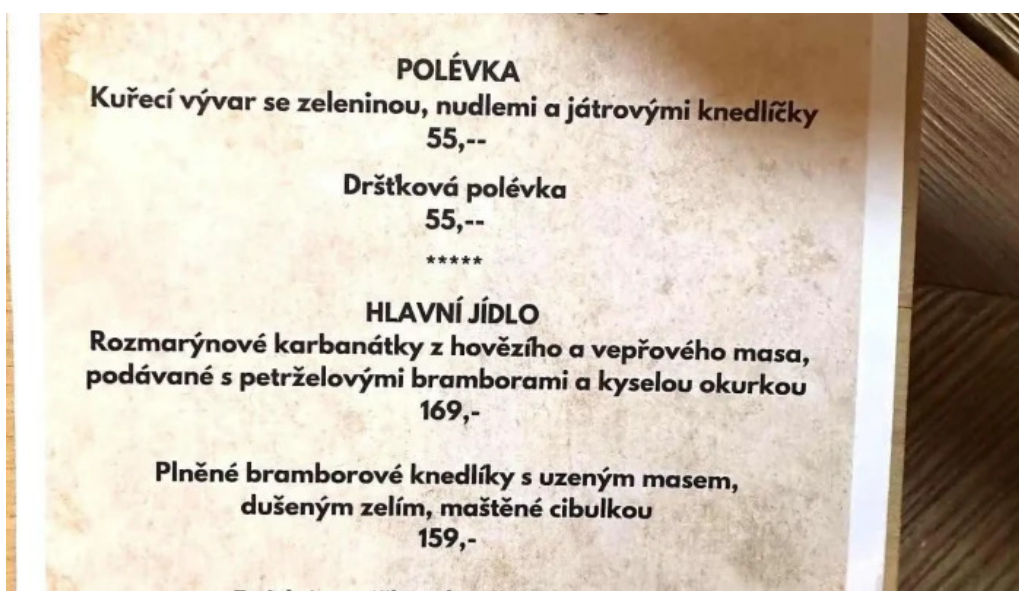 POLÉVKA
Kuřecí vývar se zeleninou, nudlemi a játrovými knedlíčky
55,--
Dršťková polévka
55,--
*****
HLAVNÍ JÍDLO
Rozmarýnové karbanátky z hovězího a vepřového masa,
podávané s petrželovými bramborami a kyselou okurkou
169,-
Plněné bramborové knedlíky s uzeným masem,
dušeným zelím, maštěné cibulkou
159,-